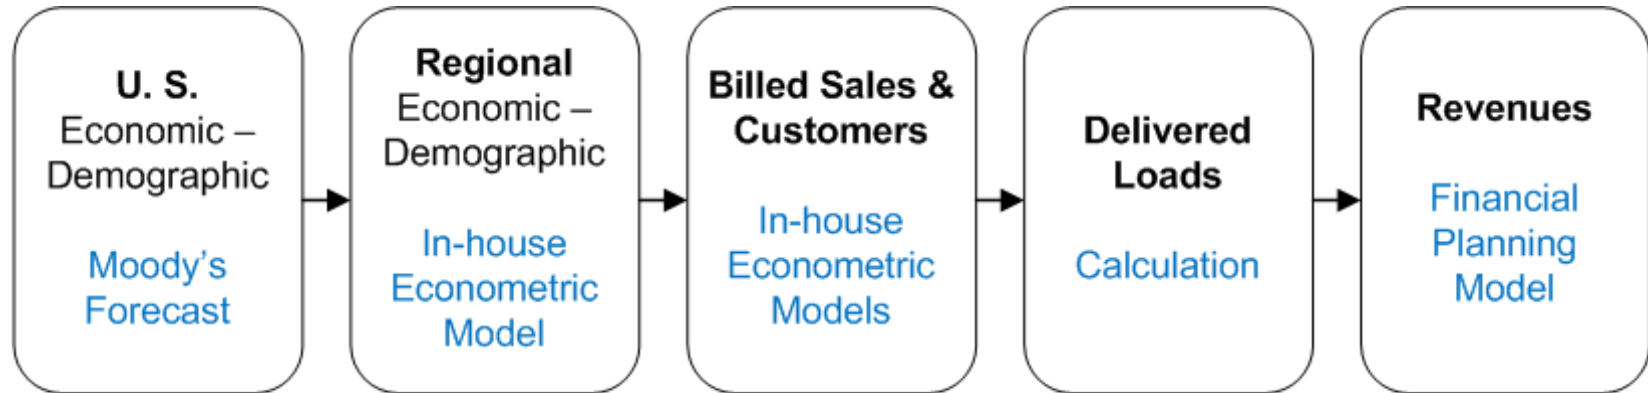 U. S.
Economic –
Demographic
Moody's
Forecast
Regional
Economic –
Demographic
In-house
Econometric
Model
Billed Sales &
Customers
In-house
Econometric
Models
Delivered
Loads
Calculation
Revenues
Financial
Planning
Model